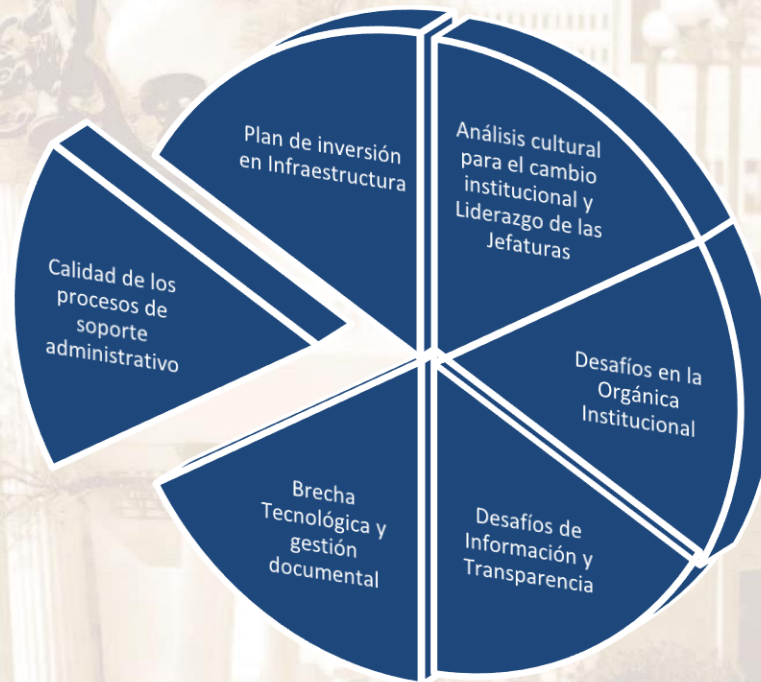 Plan de inversión
en Infraestructura
Análisis cultural
para el cambio
institucional y
Liderazgo de las
Jefaturas
Desafíos en la
Orgánica
Institucional
Desafíos de
Información y
Transparencia
Brecha
Tecnológica y
gestión
documental
Calidad de los
procesos de
soporte
administrativo